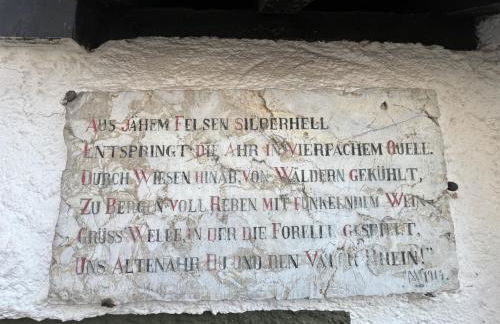 AUS JÄHEM FELSEN SILBERHELL
ENTSPRINGT DIE AHR IN VIERFACHEM QUELL.
DURCH WIESEN HINAB, VON WÄLDERN GEKÜHLT,
ZU BERGEN VOLL REBEN MIT FUNKELNDEM WEIN
GRÜSS WELLE, IN DER DIE FORELLE GESPIELT,
UNS ALTENAHR DU UND DEN VATER RHEIN!"